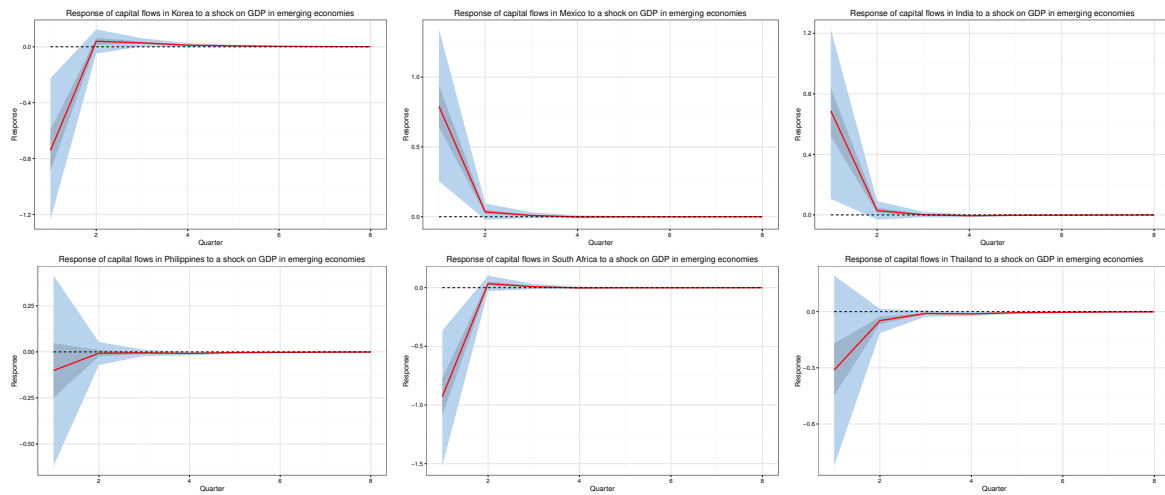 Response of capital flows in Korea to a shock on GDP in emerging economies
0.0
-0.4
-0.8
-1.2
Response
2
4
6
8
Quarter
Response of capital flows in Mexico to a shock on GDP in emerging economies
1.0
0.5
0.0
Response
2
4
6
8
Quarter
Response of capital flows in India to a shock on GDP in emerging economies
1.2
0.8
0.4
0.0
Response
2
4
6
8
Quarter
Response of capital flows in Philippines to a shock on GDP in emerging economies
0.25
0.00
-0.25
-0.50
Response
2
4
6
8
Quarter
Response of capital flows in South Africa to a shock on GDP in emerging economies
0.0
-0.5
-1.0
-1.5
Response
2
4
6
8
Quarter
Response of capital flows in Thailand to a shock on GDP in emerging economies
0.0
-0.3
-0.6
Response
2
4
6
8
Quarter